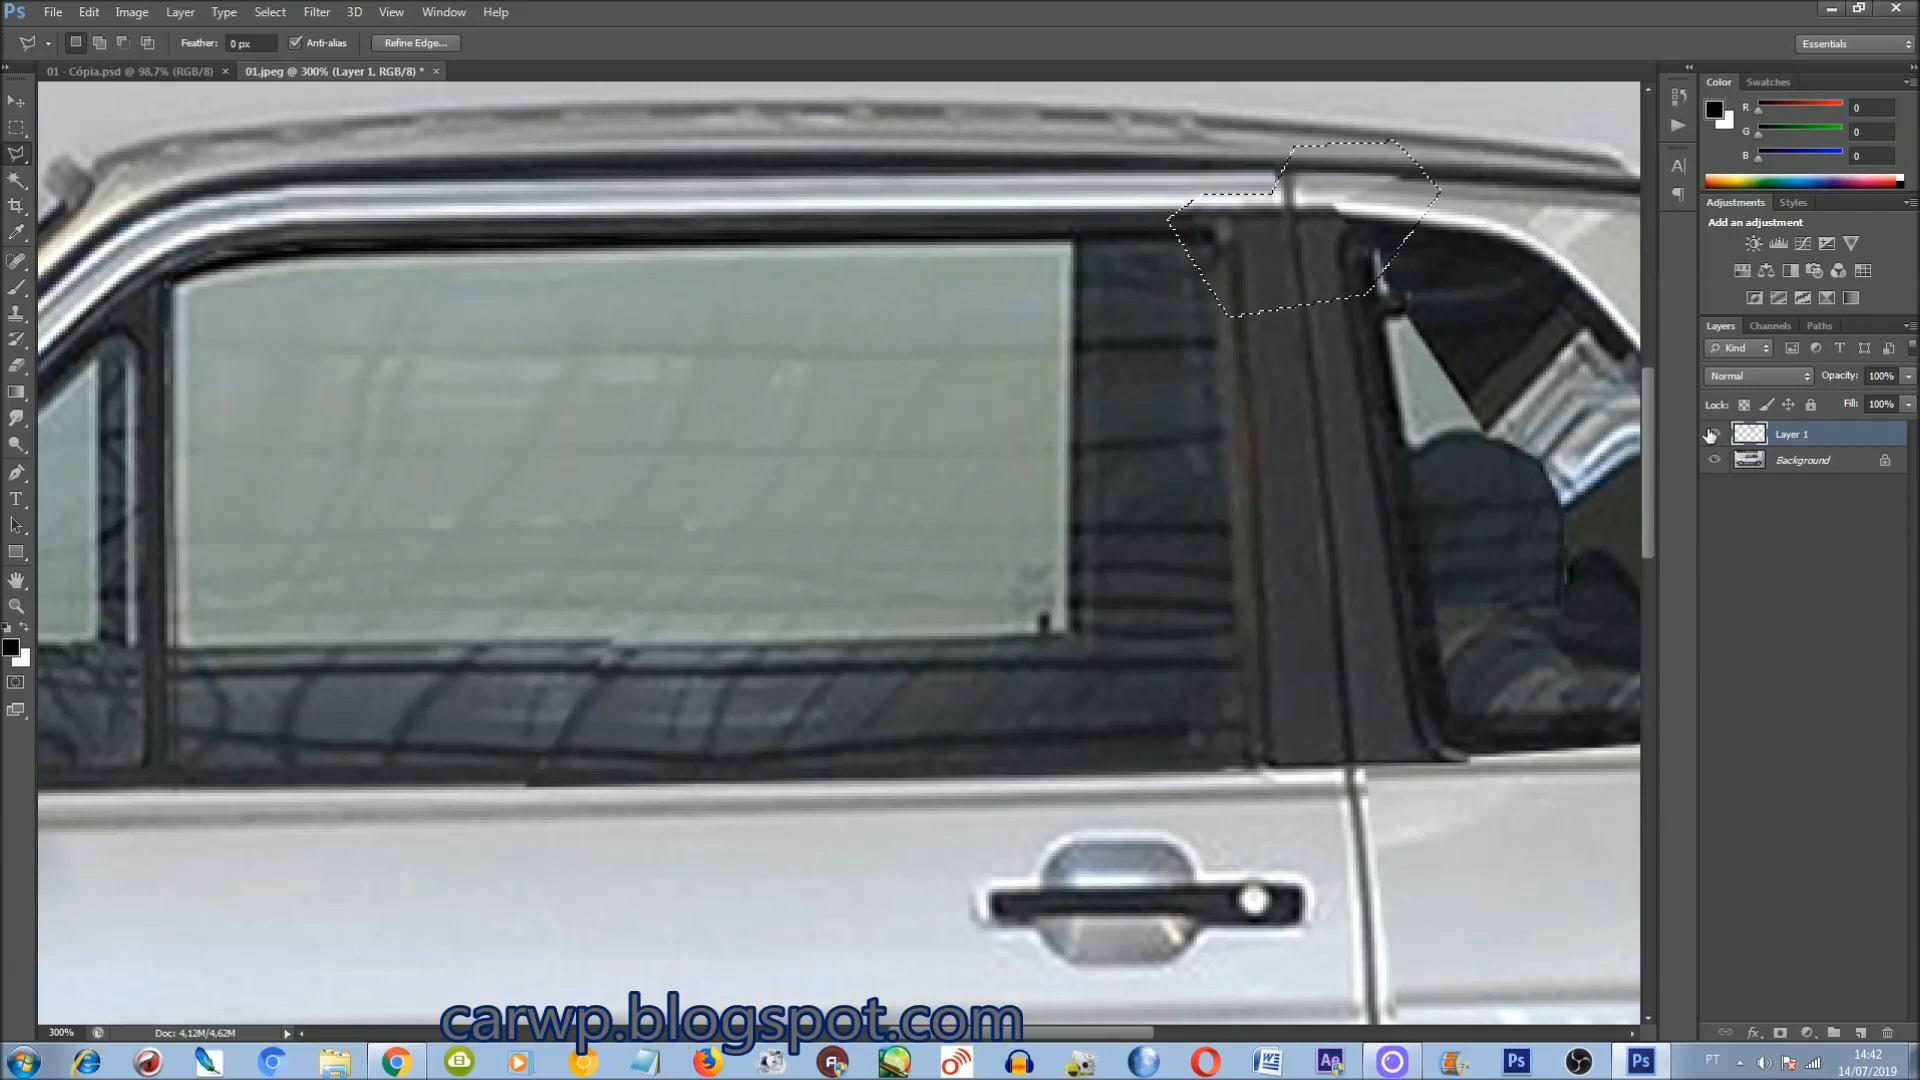 Ps File Edit Image Layer Type Select Filter 3D View Window Help
Feather: 0 px Anti-alias Refine Edge... Essentials
01 - Cópia.psd @ 98,7% (RGB/8) × 01.jpeg @ 300% (Layer 1, RGB/8) * ×
Color Swatches
R 0
G 0
B 0
Adjustments Styles
Add an adjustment
Layers Channels Paths
Kind
Normal Opacity: 100%
Lock: Fill: 100%
Layer 1
Background
300% Doc: 4,12M/4,62M
carwp.blogspot.com
W Ae Ps Ps PT 14:42
14/07/2019